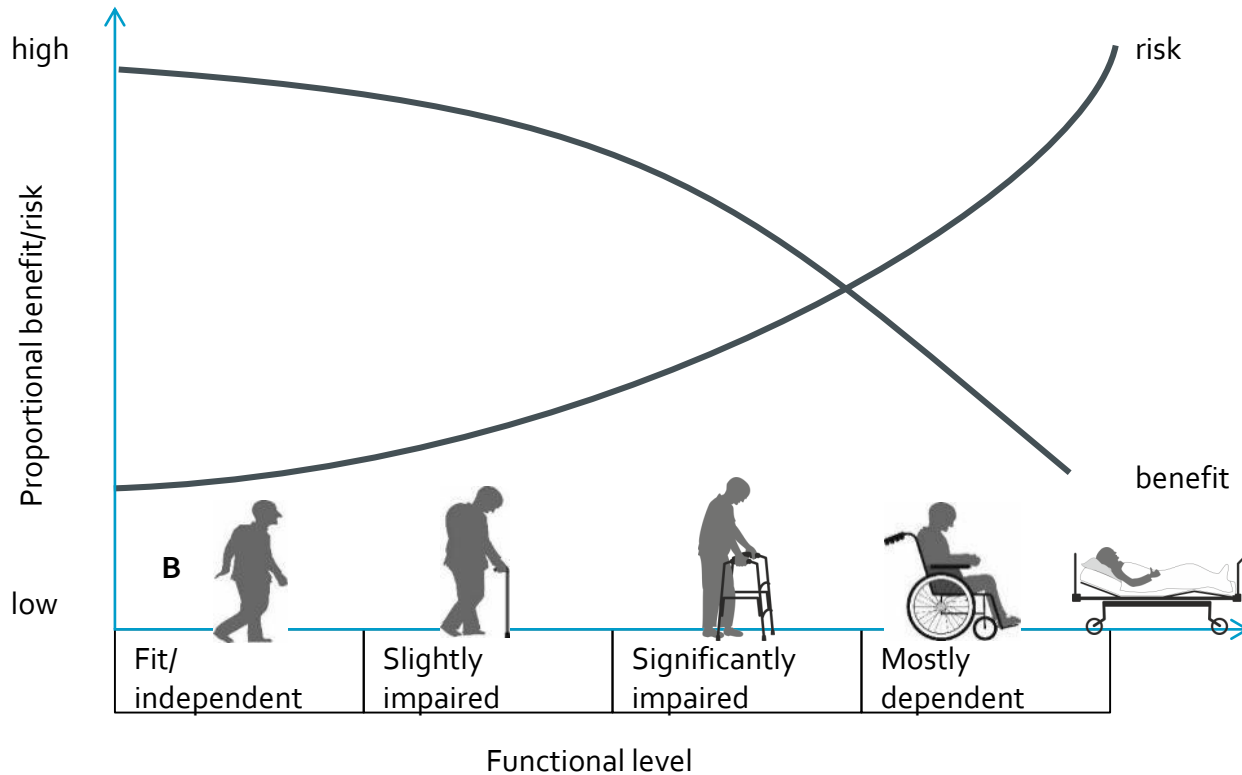 high
risk
Proportional benefit/risk
benefit
B
low
Fit/
independent
Slightly
impaired
Significantly
impaired
Mostly
dependent
Functional level